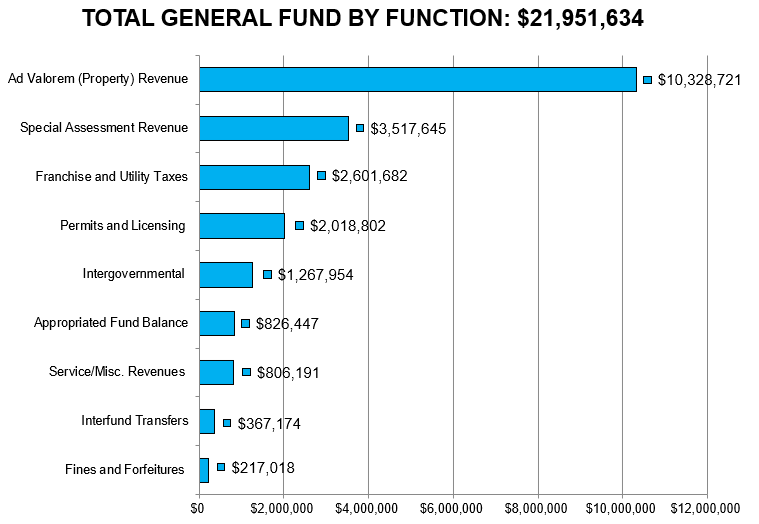 TOTAL GENERAL FUND BY FUNCTION: $21,951,634
Ad Valorem (Property) Revenue $10,328,721
Special Assessment Revenue $3,517,645
Franchise and Utility Taxes $2,601,682
Permits and Licensing $2,018,802
Intergovernmental $1,267,954
Appropriated Fund Balance $826,447
Service/Misc. Revenues $806,191
Interfund Transfers $367,174
Fines and Forfeitures $217,018
$0 $2,000,000 $4,000,000 $6,000,000 $8,000,000 $10,000,000 $12,000,000